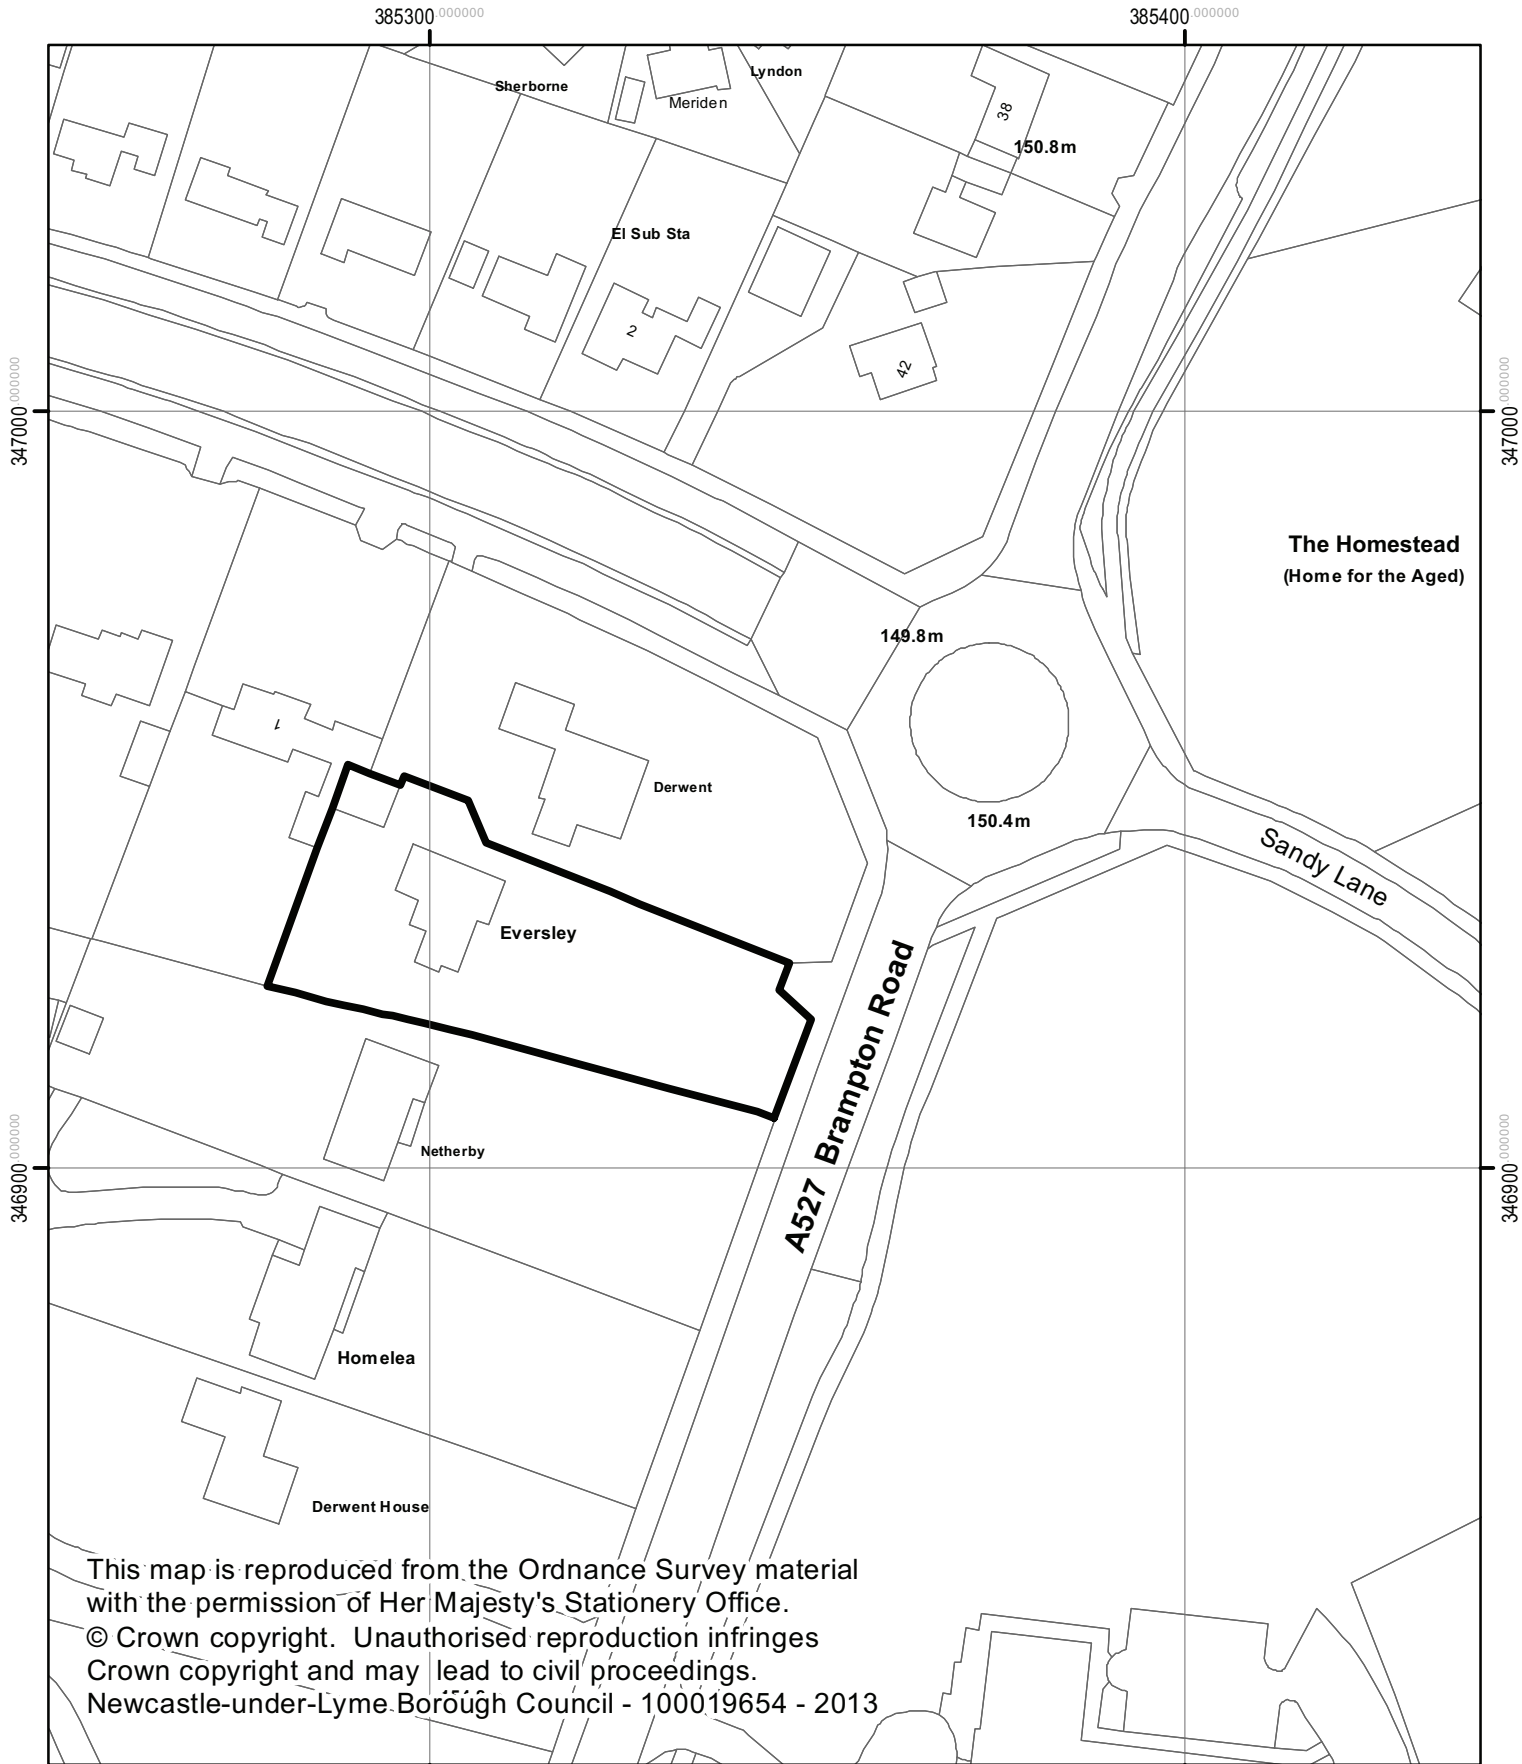 385300.000000
385400.000000
Sherborne
Lyndon
Meriden
38
150.8m
El Sub Sta
2
42
347000.000000
347000.000000
The Homestead
(Home for the Aged)
149.8m
1
Derwent
150.4m
Sandy Lane
Eversley
A527 Brampton Road
Netherby
346900.000000
346900.000000
Homelea
Derwent House
This map is reproduced from the Ordnance Survey material
with the permission of Her Majesty's Stationery Office.
© Crown copyright. Unauthorised reproduction infringes
Crown copyright and may lead to civil proceedings.
Newcastle-under-Lyme Borough Council - 100019654 - 2013